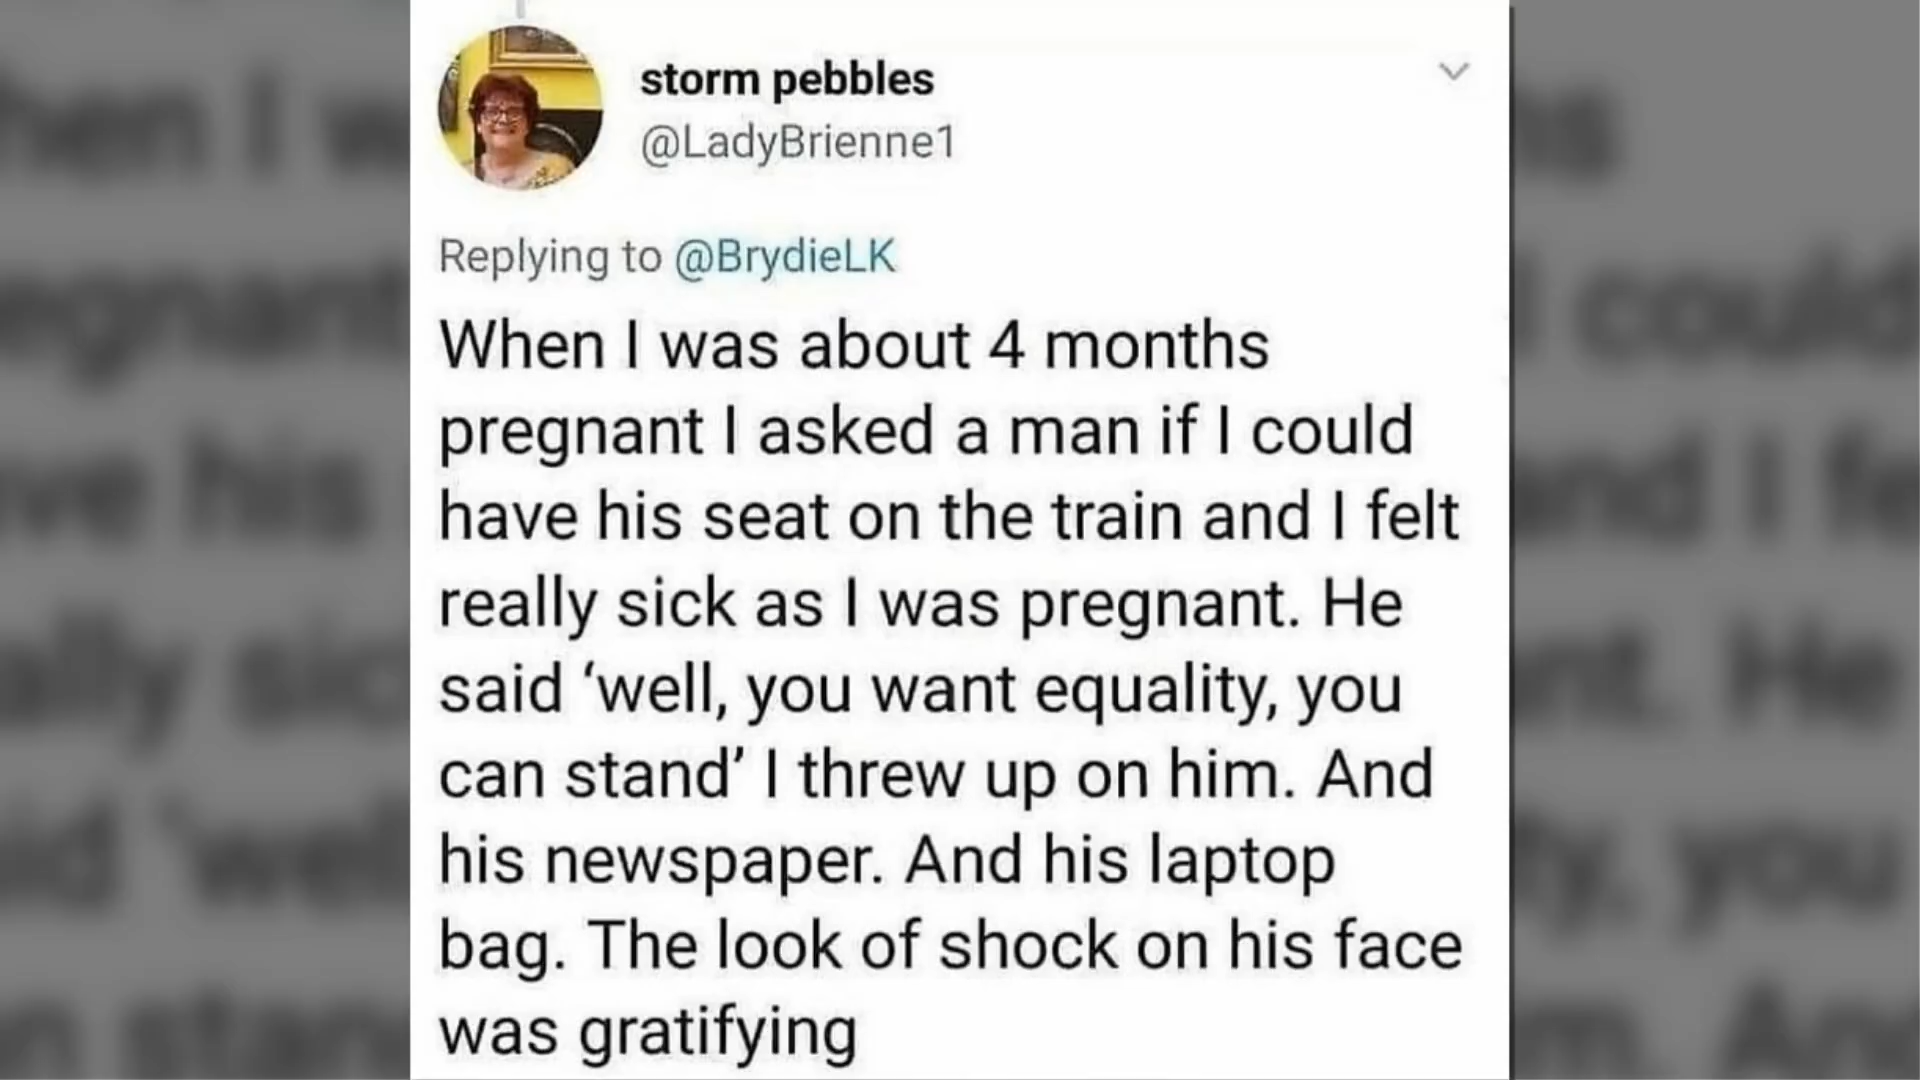 storm pebbles
@LadyBrienne1
Replying to @BrydieLK
When I was about 4 months
pregnant I asked a man if I could
have his seat on the train and I felt
really sick as I was pregnant. He
said ‘well, you want equality, you
can stand’ I threw up on him. And
his newspaper. And his laptop
bag. The look of shock on his face
was gratifying